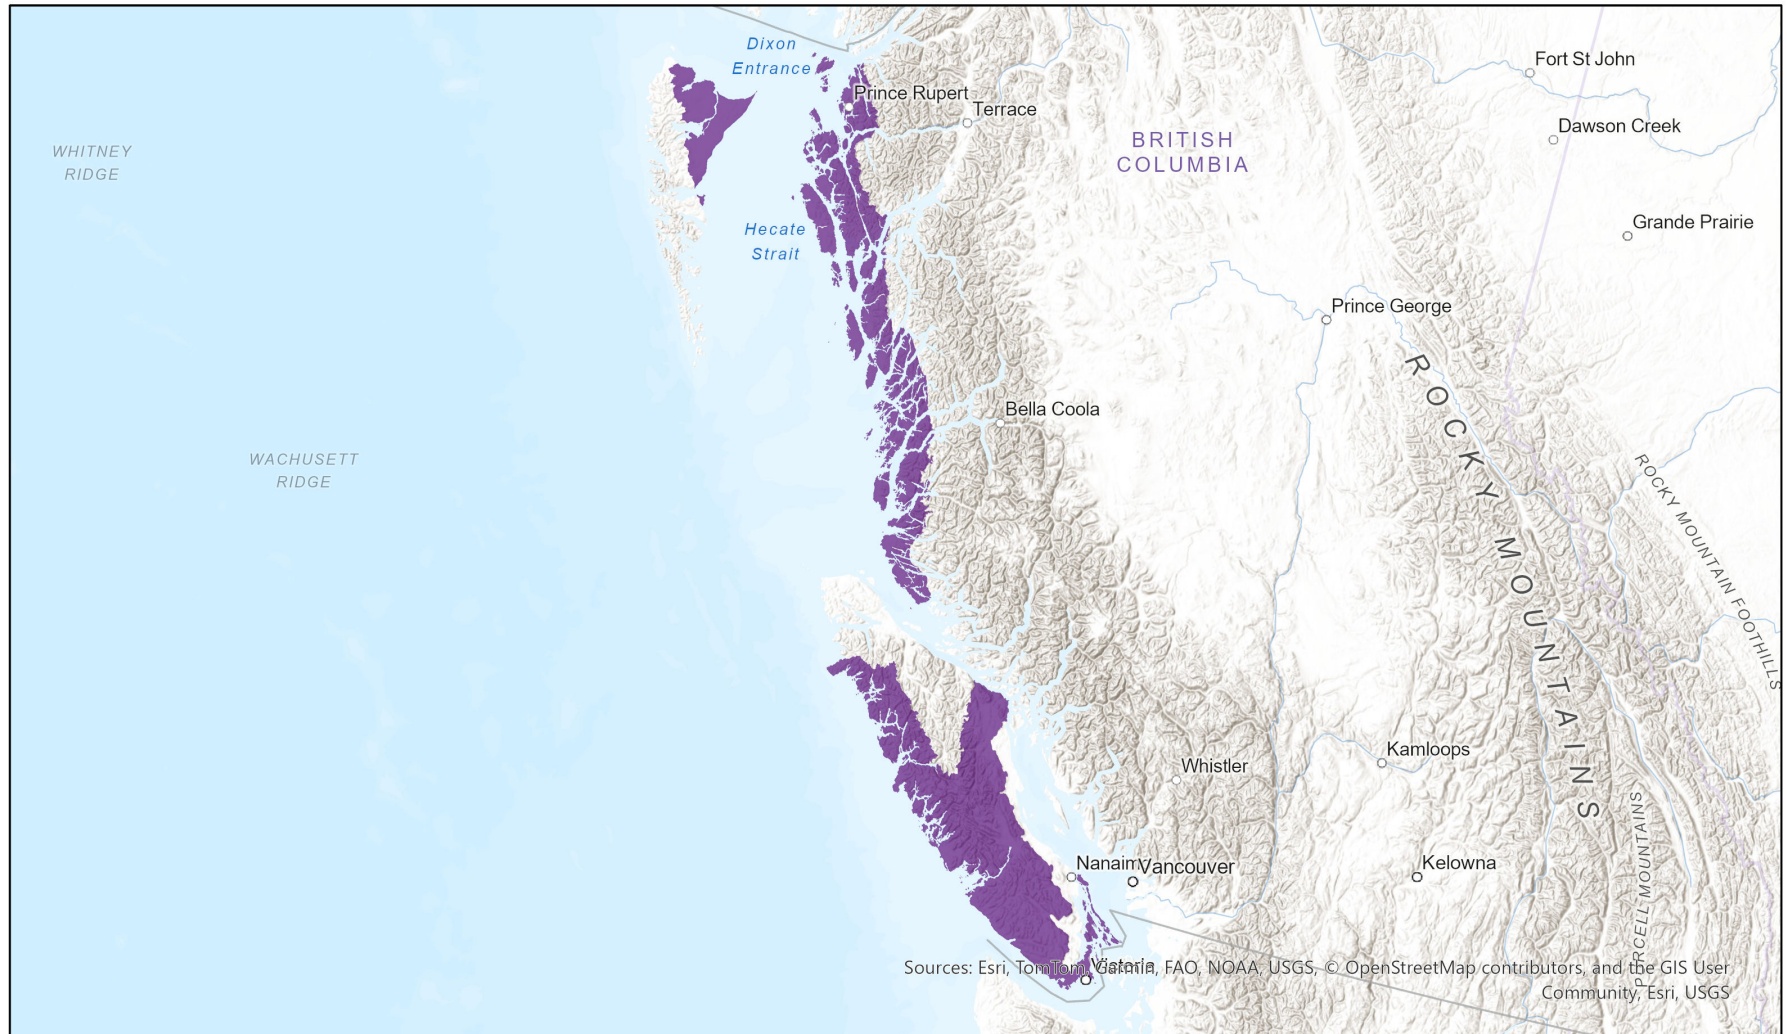 Dixon
Entrance
Fort St John
Prince Rupert
Terrace
Dawson Creek
BRITISH
COLUMBIA
WHITNEY
RIDGE
Grande Prairie
Hecate
Strait
Prince George
ROCKY MOUNTAINS
Bella Coola
WACHUSETT
RIDGE
ROCKY MOUNTAIN FOOTHILLS
Kamloops
Whistler
PURCELL MOUNTAINS
Nanaim
Vancouver
Kelowna
Victoria
Sources: Esri, TomTom, Garmin, FAO, NOAA, USGS, © OpenStreetMap contributors, and the GIS User
Community, Esri, USGS